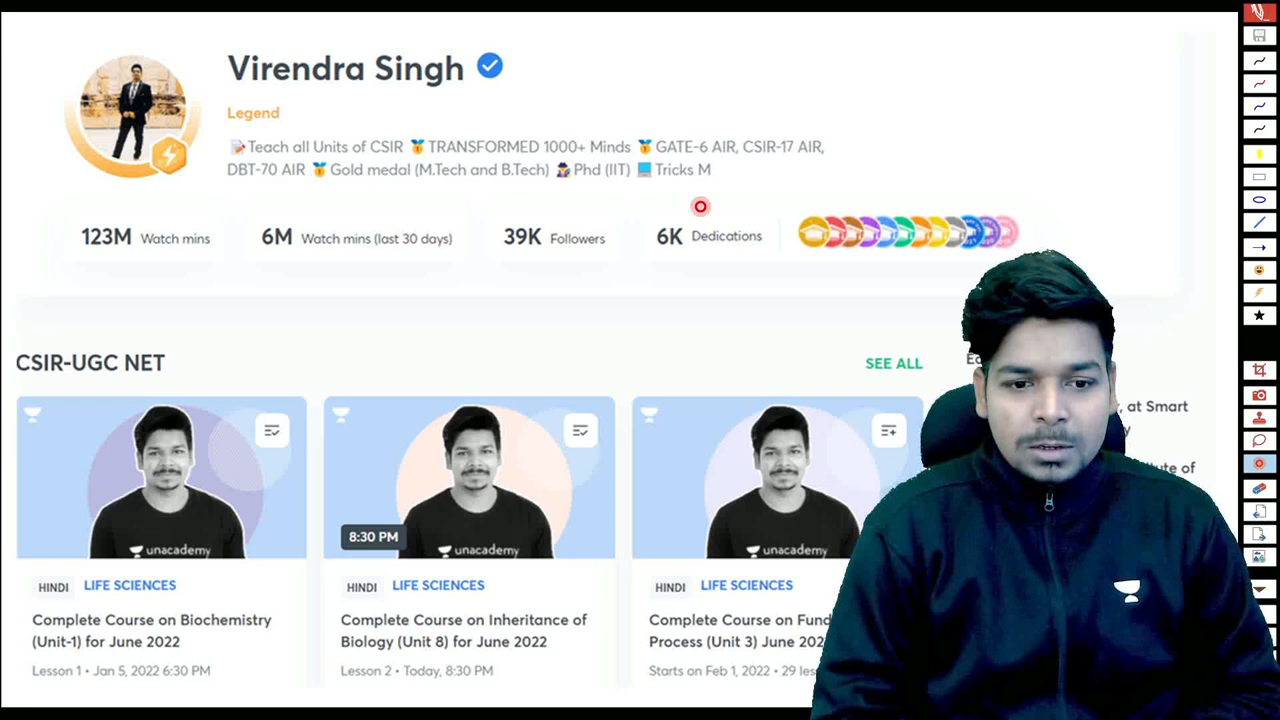 Virendra Singh
Legend
Teach all Units of CSIR TRANSFORMED 1000+ Minds GATE-6 AIR, CSIR-17 AIR,
DBT-70 AIR Gold medal (M.Tech and B.Tech) Phd (IIT) Tricks M
123M Watch mins 6M Watch mins (last 30 days) 39K Followers 6K Dedications
CSIR-UGC NET SEE ALL
, at Smart
unacademy unacademy unacademy
8:30 PM
HINDI LIFE SCIENCES HINDI LIFE SCIENCES HINDI LIFE SCIENCES
Complete Course on Biochemistry
(Unit-1) for June 2022
Lesson 1 • Jan 5, 2022 6:30 PM
Complete Course on Inheritance of
Biology (Unit 8) for June 2022
Lesson 2 • Today, 8:30 PM
Complete Course on
Process (Unit 3) June
Starts on Feb 1, 2022 • 29